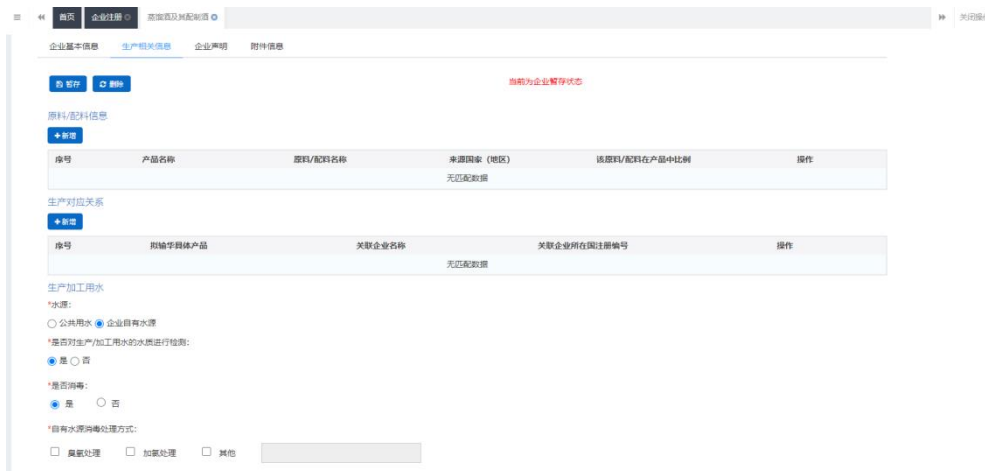 首页 企业注册 蒸馏酒及其配制酒 关闭操
企业基本信息 生产相关信息 企业声明 附件信息
暂存 删除 当前为企业暂存状态
原料/配料信息
+新增
序号 产品名称 原料/配料名称 来源国家（地区） 该原料/配料在产品中比例 操作
无匹配数据
生产对应关系
+新增
序号 拟输华具体产品 关联企业名称 关联企业所在国注册编号 操作
无匹配数据
生产加工用水
*水源：
公共用水 企业自有水源
*是否对生产/加工用水的水质进行检测：
是 否
*是否消毒：
是 否
*自有水源消毒处理方式：
臭氧处理 加氯处理 其他